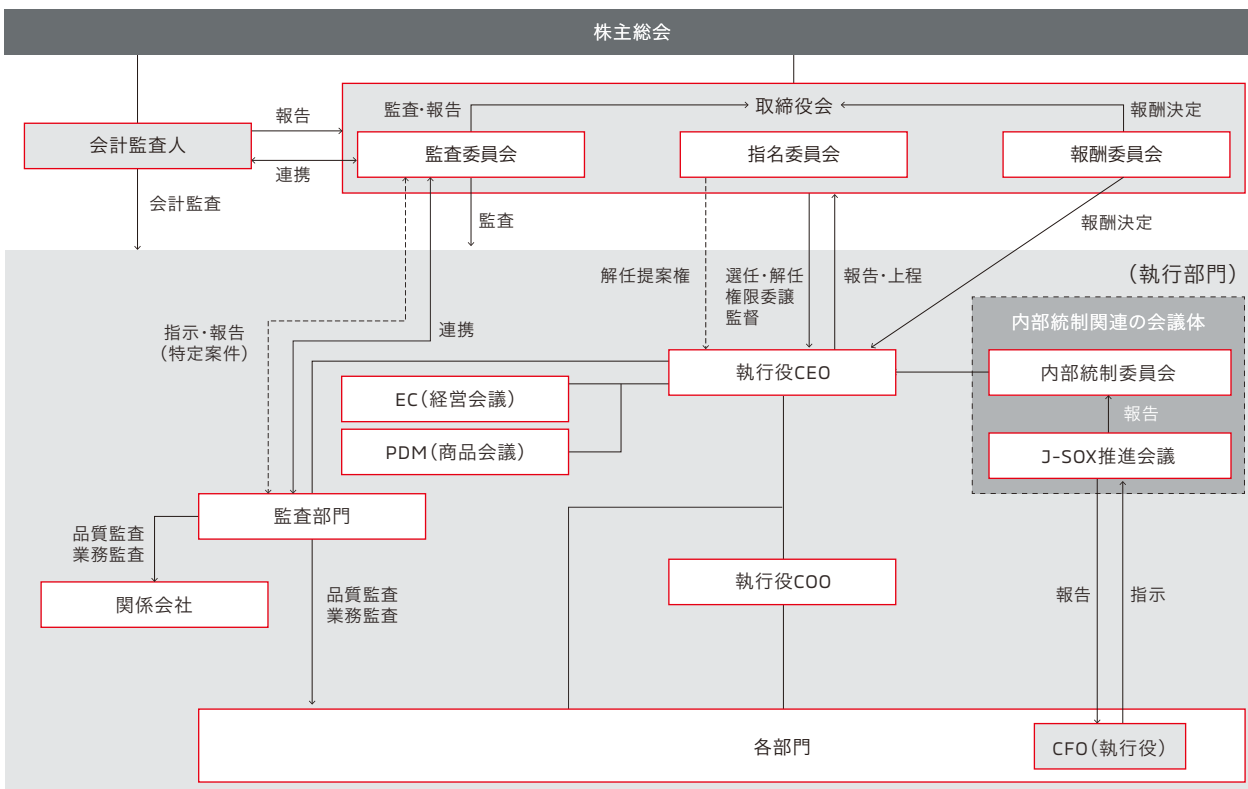 株主総会
監査・報告
取締役会
報酬決定
報告
会計監査人
監査委員会
指名委員会
報酬委員会
連携
会計監査
監査
報酬決定
解任提案権
選任・解任
権限委譲
監督
報告・上程
（執行部門）
指示・報告
（特定案件）
連携
内部統制関連の会議体
執行役CEO
内部統制委員会
EC（経営会議）
報告
PDM（商品会議）
J-SOX推進会議
監査部門
品質監査
業務監査
関係会社
品質監査
業務監査
執行役COO
報告
指示
各部門
CFO（執行役）